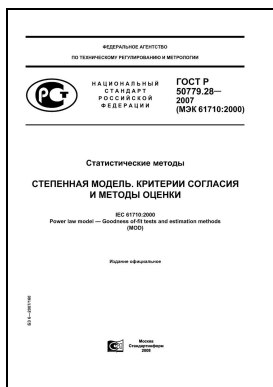 ФЕДЕРАЛЬНОЕ АГЕНТСТВО
ПО ТЕХНИЧЕСКОМУ РЕГУЛИРОВАНИЮ И МЕТРОЛОГИИ
НАЦИОНАЛЬНЫЙ
СТАНДАРТ
РОССИЙСКОЙ
ФЕДЕРАЦИИ
ГОСТ Р
50779.28—
2007
(МЭК 61710:2000)
Статистические методы
СТЕПЕННАЯ МОДЕЛЬ. КРИТЕРИИ СОГЛАСИЯ
И МЕТОДЫ ОЦЕНКИ
IEC 61710:2000
Power law model — Goodness-of-fit tests and estimation methods
(MOD)
Издание официальное
Москва
Стандартинформ
2008